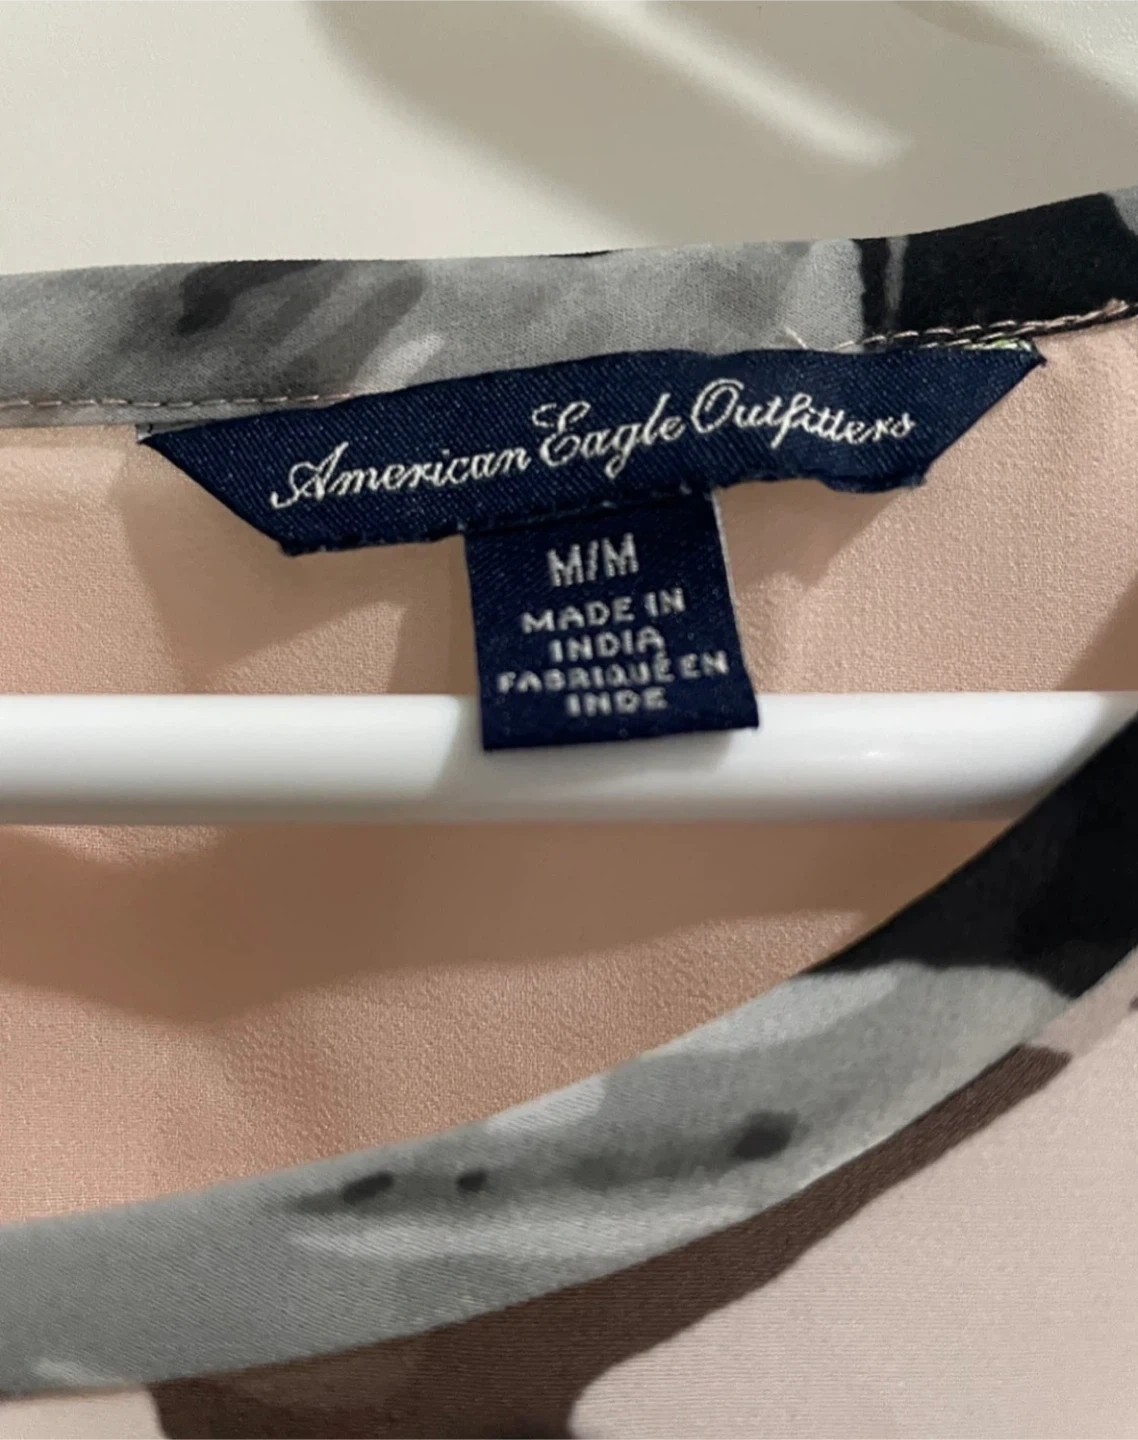 American Eagle Outfitters
M/M
MADE IN
INDIA
FABRIQUÉ EN
INDE